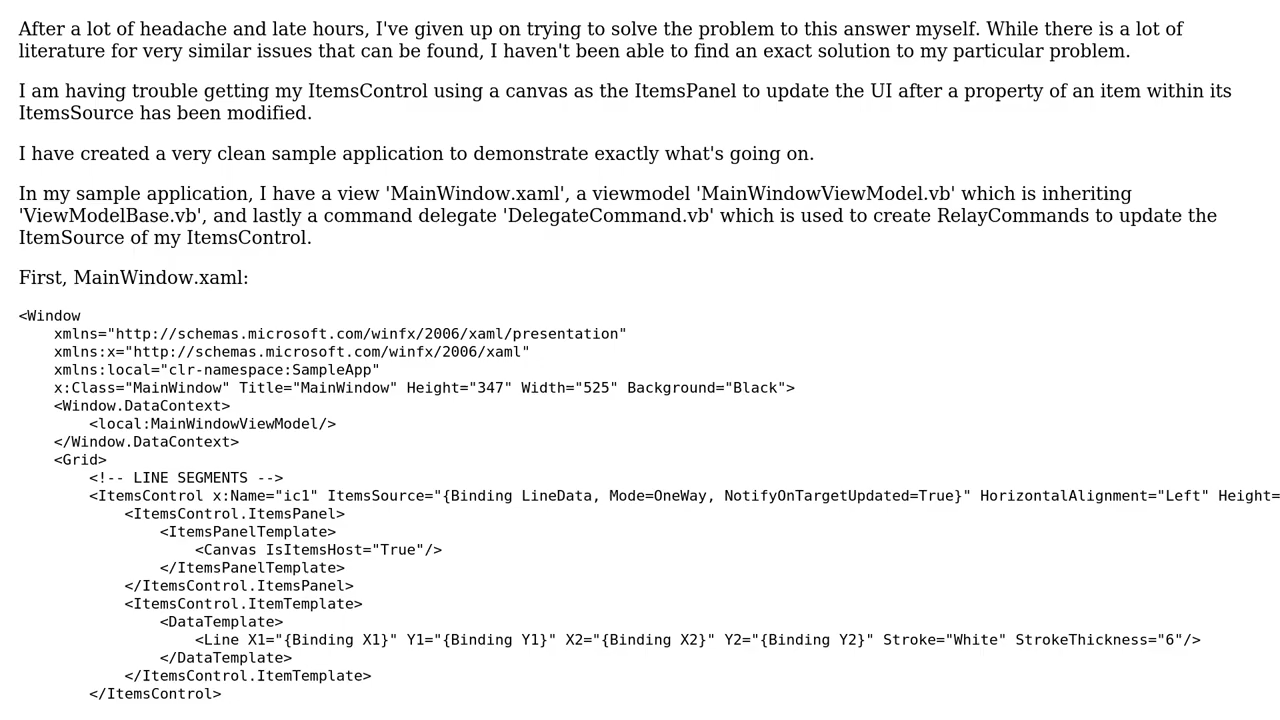 After a lot of headache and late hours, I've given up on trying to solve the problem to this answer myself. While there is a lot of
literature for very similar issues that can be found, I haven't been able to find an exact solution to my particular problem.
I am having trouble getting my ItemsControl using a canvas as the ItemsPanel to update the UI after a property of an item within its
ItemsSource has been modified.
I have created a very clean sample application to demonstrate exactly what's going on.
In my sample application, I have a view 'MainWindow.xaml', a viewmodel 'MainWindowViewModel.vb' which is inheriting
'ViewModelBase.vb', and lastly a command delegate 'DelegateCommand.vb' which is used to create RelayCommands to update the
ItemSource of my ItemsControl.
First, MainWindow.xaml:
<Window
    xmlns="http://schemas.microsoft.com/winfx/2006/xaml/presentation"
    xmlns:x="http://schemas.microsoft.com/winfx/2006/xaml"
    xmlns:local="clr-namespace:SampleApp"
    x:Class="MainWindow" Title="MainWindow" Height="347" Width="525" Background="Black">
    <Window.DataContext>
        <local:MainWindowViewModel/>
    </Window.DataContext>
    <Grid>
        <!-- LINE SEGMENTS -->
        <ItemsControl x:Name="ic1" ItemsSource="{Binding LineData, Mode=OneWay, NotifyOnTargetUpdated=True}" HorizontalAlignment="Left" Height=
            <ItemsControl.ItemsPanel>
                <ItemsPanelTemplate>
                    <Canvas IsItemsHost="True"/>
                </ItemsPanelTemplate>
            </ItemsControl.ItemsPanel>
            <ItemsControl.ItemTemplate>
                <DataTemplate>
                    <Line X1="{Binding X1}" Y1="{Binding Y1}" X2="{Binding X2}" Y2="{Binding Y2}" Stroke="White" StrokeThickness="6"/>
                </DataTemplate>
            </ItemsControl.ItemTemplate>
        </ItemsControl>